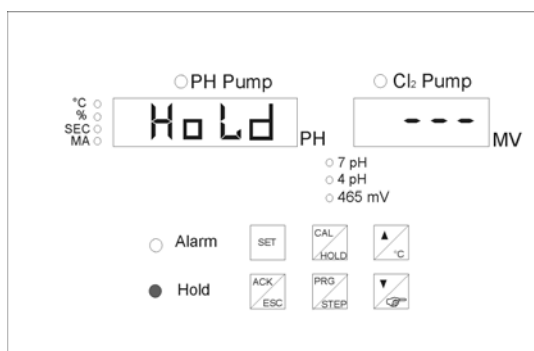 PH Pump
Cl₂ Pump
°C
%
SEC
MA
HoLd
PH
---
MV
7 pH
4 pH
465 mV
Alarm
SET
CAL
HOLD
°C
Hold
ACK
ESC
PRG
STEP